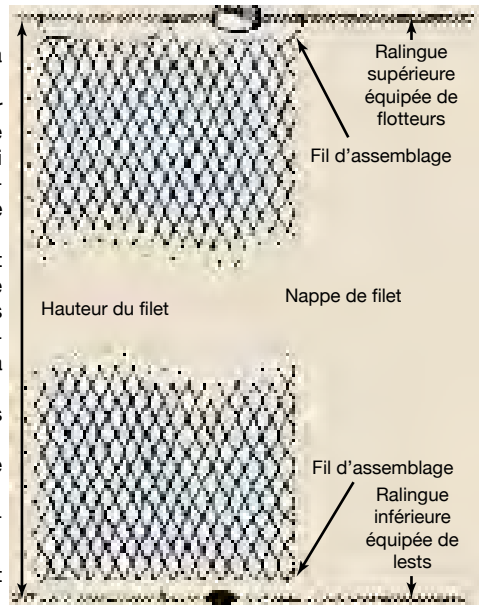 Ralingue
supérieure
équipée de
flotteurs
Fil d'assemblage
Hauteur du filet
Nappe de filet
Fil d'assemblage
Ralingue
inférieure
équipée de
lests